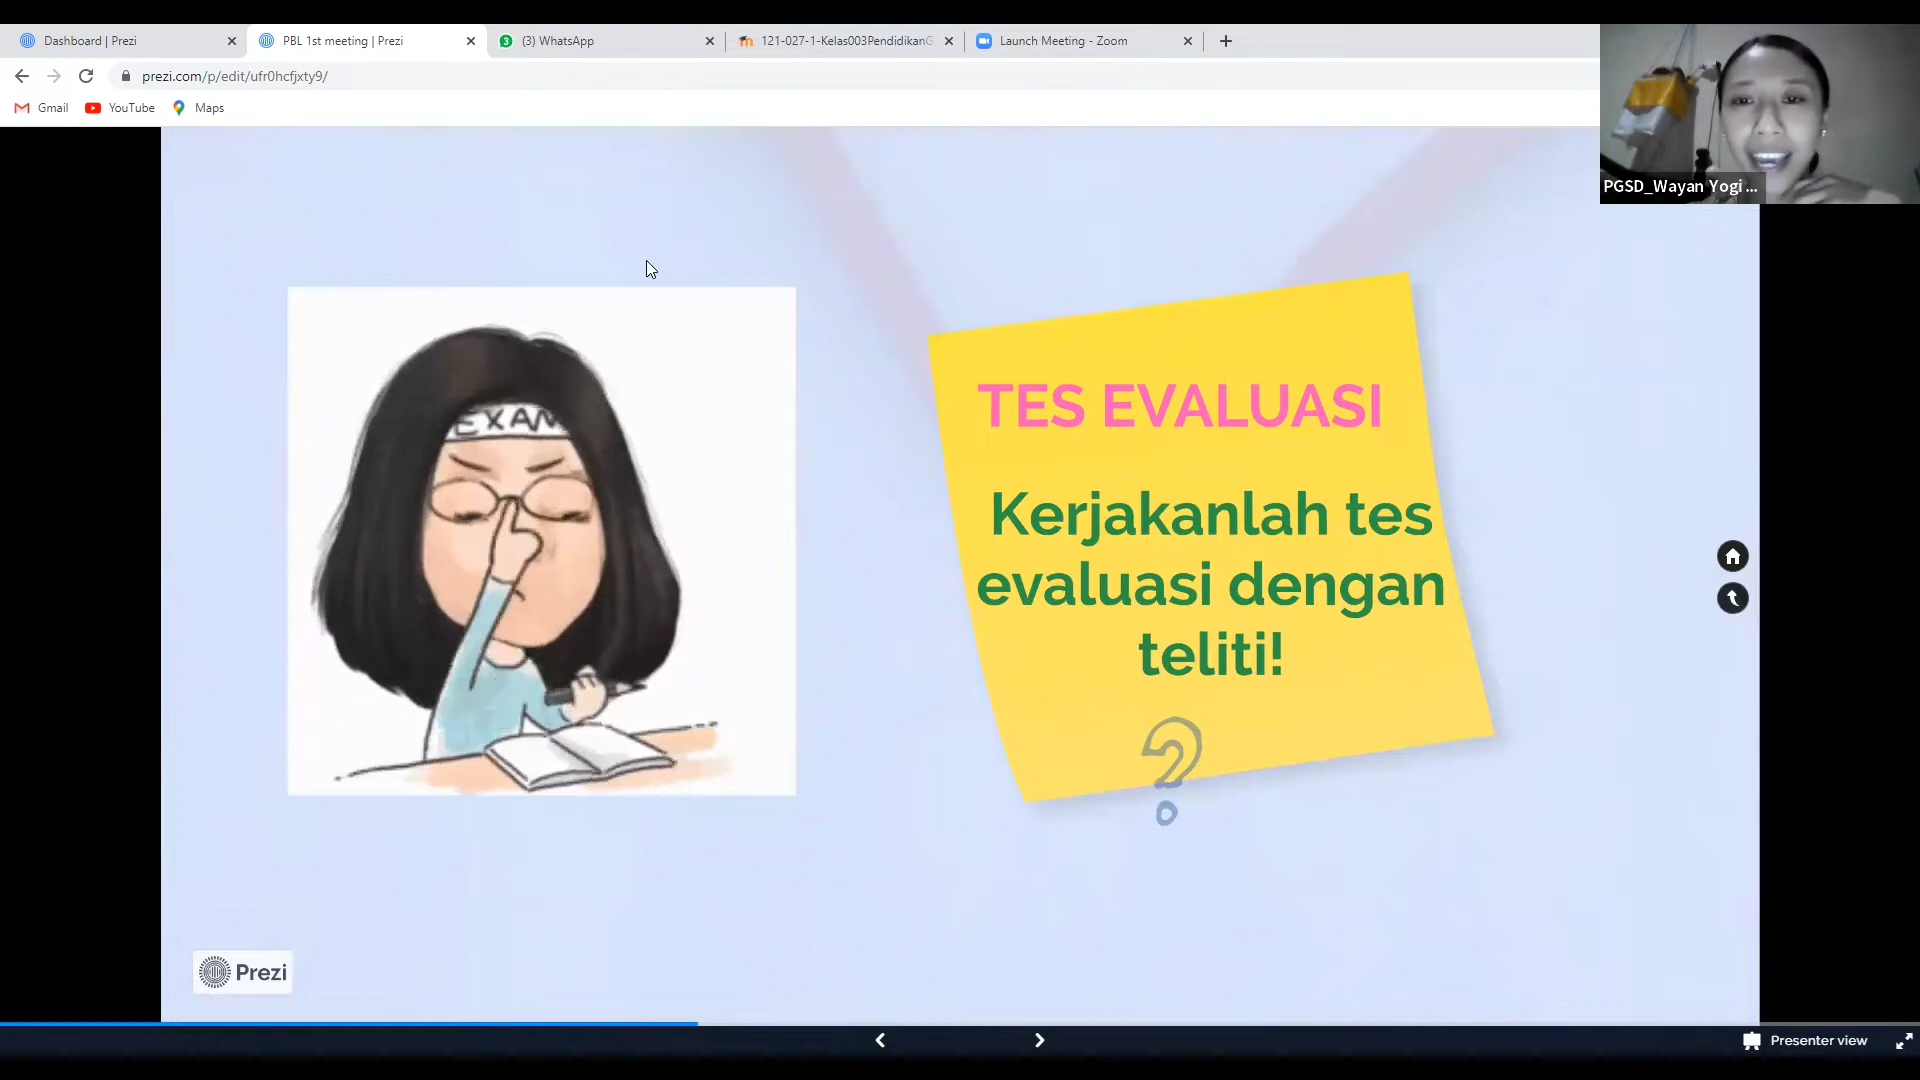 Dashboard | Prezi
PBL 1st meeting | Prezi
3
(3) WhatsApp
121-027-1-Kelas003PendidikanG
Launch Meeting - Zoom
prezi.com/p/edit/ufr0hcfjxty9/
Gmail
YouTube
Maps
PGSD_Wayan Yogi ...
EXAM
TES EVALUASI
Kerjakanlah tes
evaluasi dengan
teliti!
?
Prezi
Presenter view